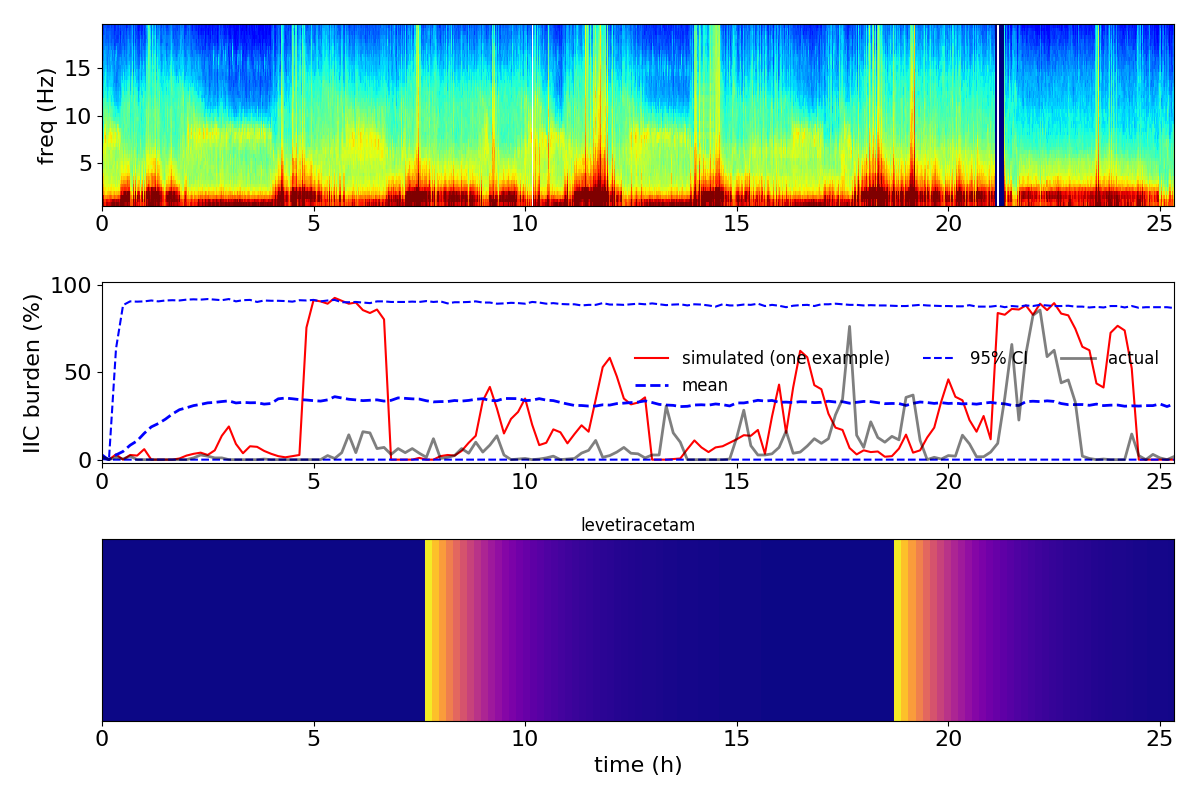 freq (Hz)
15
10
5
0 5 10 15 20 25
IIC burden (%)
100
50
0
simulated (one example) 95% CI actual
mean
0 5 10 15 20 25
levetiracetam
0 5 10 15 20 25
time (h)